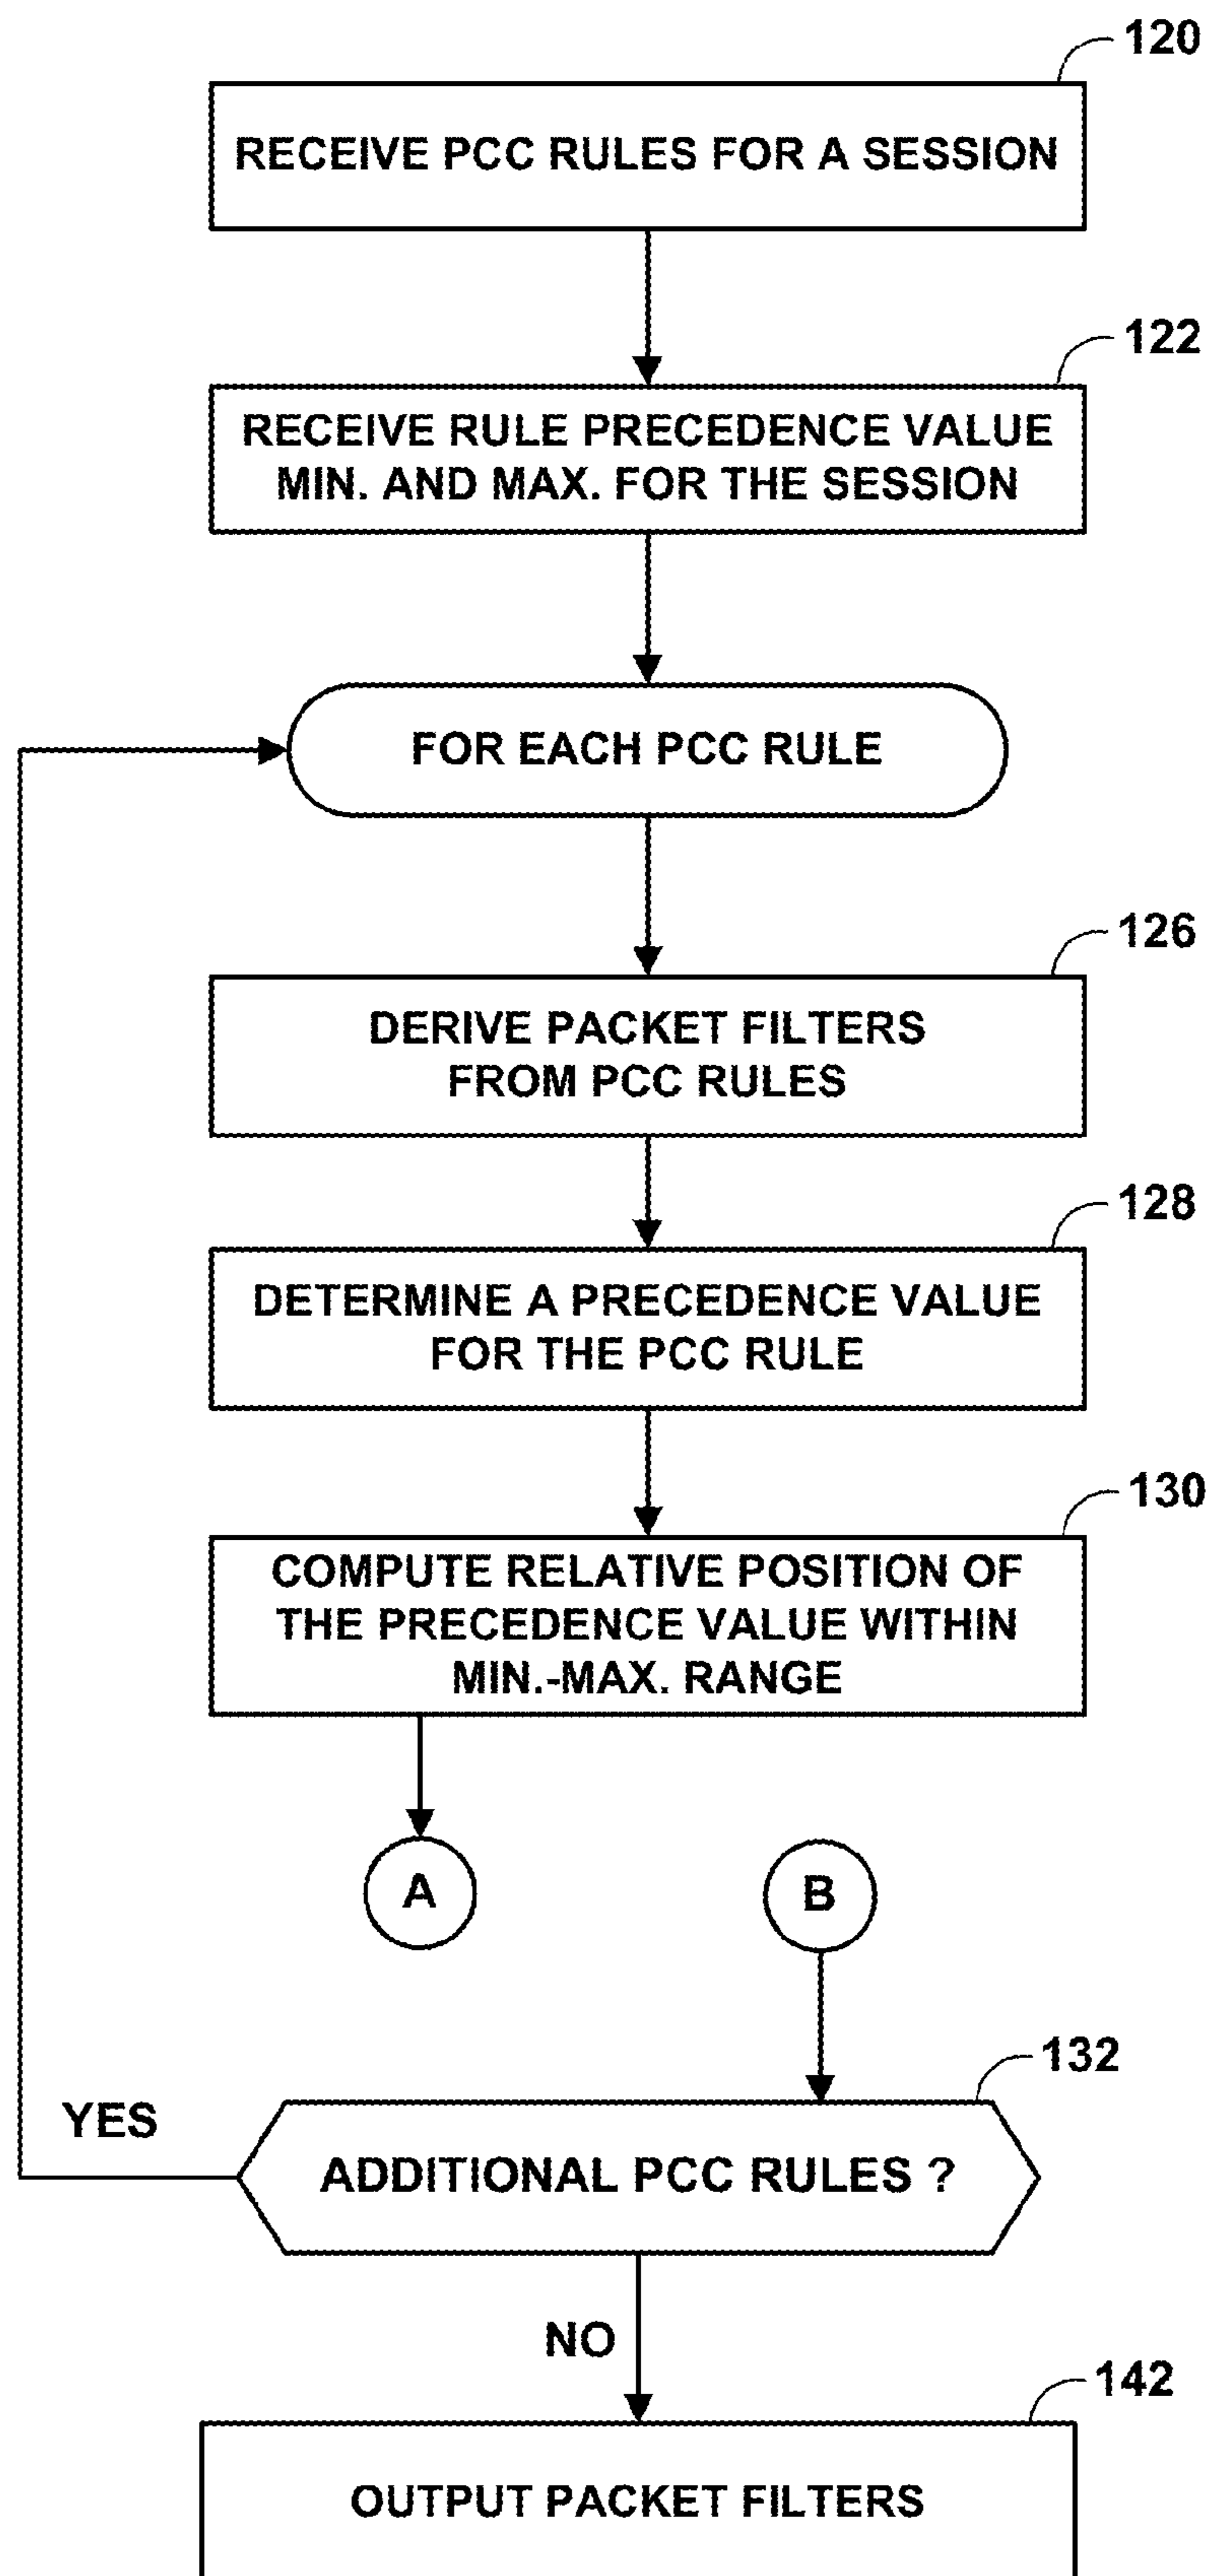 120
RECEIVE PCC RULES FOR A SESSION
122
RECEIVE RULE PRECEDENCE VALUE
MIN. AND MAX. FOR THE SESSION
FOR EACH PCC RULE
126
DERIVE PACKET FILTERS
FROM PCC RULES
128
DETERMINE A PRECEDENCE VALUE
FOR THE PCC RULE
130
COMPUTE RELATIVE POSITION OF
THE PRECEDENCE VALUE WITHIN
MIN.-MAX. RANGE
A
B
132
YES
ADDITIONAL PCC RULES ?
NO
142
OUTPUT PACKET FILTERS